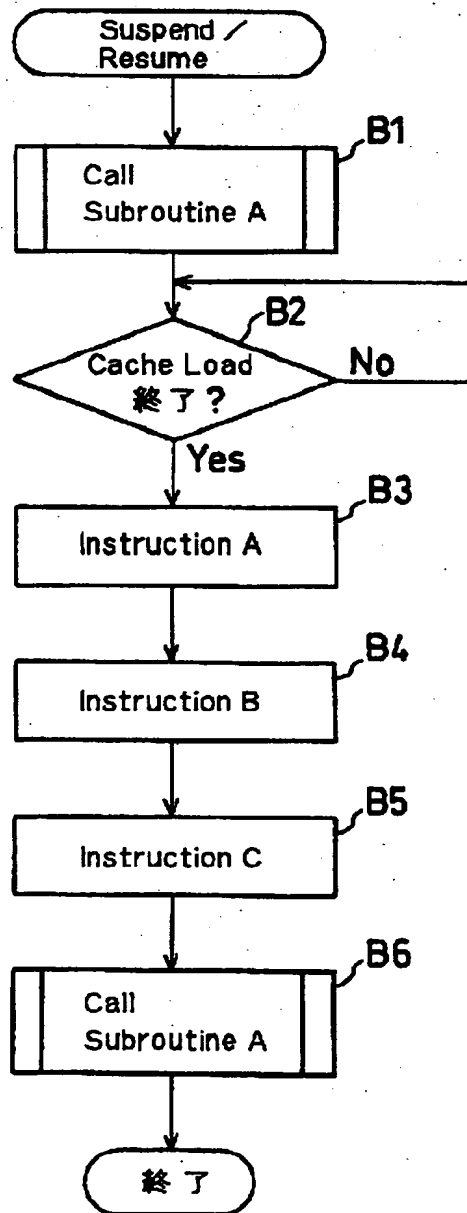 Suspend /
Resume
B1
Call
Subroutine A
B2
Cache Load
終了?
No
Yes
B3
Instruction A
B4
Instruction B
B5
Instruction C
B6
Call
Subroutine A
終了